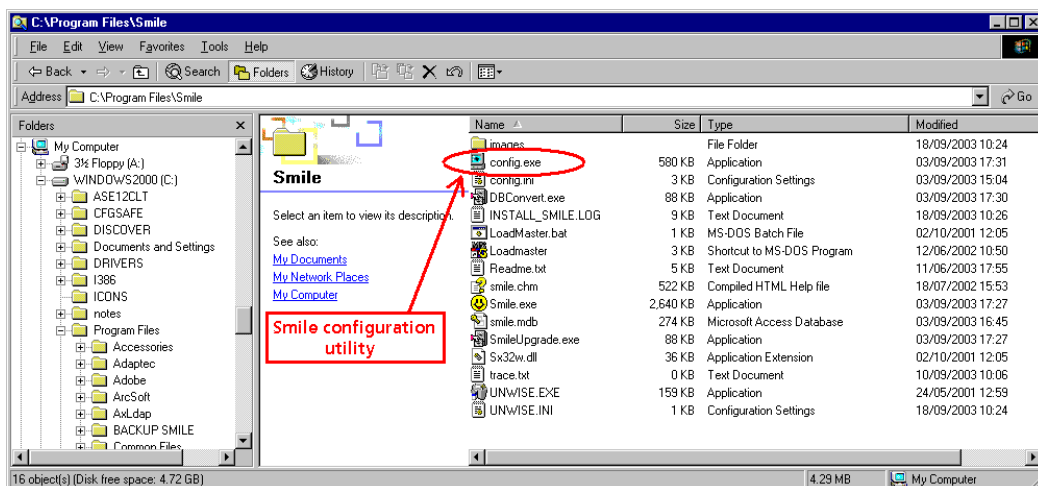 C:\Program Files\Smile
File Edit View Favorites Tools Help
Back Search Folders History
Address C:\Program Files\Smile Go
Folders
My Computer
3½ Floppy (A:)
WINDOWS2000 (C:)
ASE12CLT
CFGSAFE
DISCOVER
Documents and Settings
DRIVERS
I386
ICONS
notes
Program Files
Accessories
Adaptec
Adobe
ArcSoft
AxLdap
BACKUP SMILE
Common Files
Smile
Select an item to view its description.
See also:
My Documents
My Network Places
My Computer
Smile configuration
utility
Name Size Type Modified
images File Folder 18/09/2003 10:24
config.exe 580 KB Application 03/09/2003 17:31
config.ini 3 KB Configuration Settings 03/09/2003 15:04
DBConvert.exe 88 KB Application 03/09/2003 17:30
INSTALL_SMILE.LOG 9 KB Text Document 18/09/2003 10:26
LoadMaster.bat 1 KB MS-DOS Batch File 02/10/2001 12:05
Loadmaster 3 KB Shortcut to MS-DOS Program 12/06/2002 10:50
Readme.txt 5 KB Text Document 11/06/2003 17:55
smile.chm 522 KB Compiled HTML Help file 18/07/2002 15:53
Smile.exe 2,640 KB Application 03/09/2003 17:27
smile.mdb 274 KB Microsoft Access Database 03/09/2003 16:45
SmileUpgrade.exe 88 KB Application 03/09/2003 17:27
Sx32w.dll 36 KB Application Extension 02/10/2001 12:05
trace.txt 0 KB Text Document 10/09/2003 10:06
UNWISE.EXE 159 KB Application 24/05/2001 12:59
UNWISE.INI 1 KB Configuration Settings 18/09/2003 10:24
16 object(s) (Disk free space: 4.72 GB) 4.29 MB My Computer